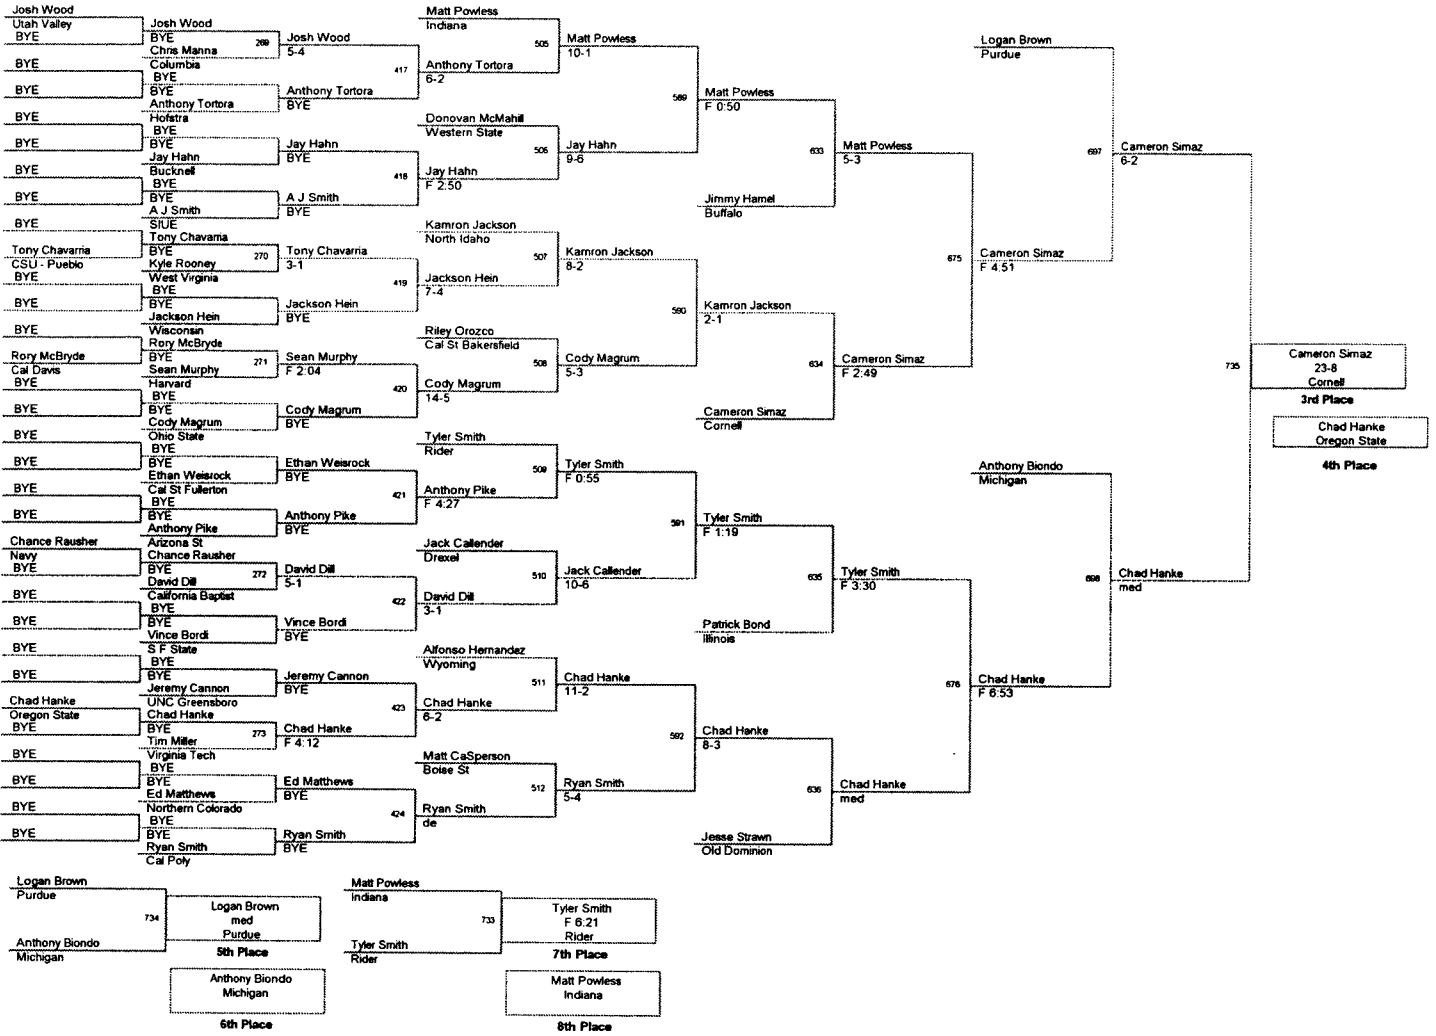 Josh Wood
Utah Valley
BYE
BYE
BYE
BYE
BYE
BYE
BYE
BYE
Tony Chavarria
CSU - Pueblo
BYE
BYE
BYE
Rory McBryde
Cal Davis
BYE
BYE
BYE
BYE
BYE
BYE
Chance Rausher
Navy
BYE
BYE
BYE
BYE
BYE
Chad Hanke
Oregon State
BYE
BYE
BYE
BYE
BYE
Josh Wood
BYE
Chris Manna
Columbia
269
BYE
BYE
Anthony Tortora
Hofstra
BYE
BYE
Jay Hahn
Bucknell
BYE
BYE
A J Smith
SIUE
Tony Chavarria
BYE
Kyle Rooney
West Virginia
270
BYE
BYE
Jackson Hein
Wisconsin
Rory McBryde
BYE
Sean Murphy
Harvard
271
BYE
BYE
Cody Magrum
Ohio State
BYE
BYE
Ethan Weisrock
Cal St Fullerton
BYE
BYE
Anthony Pike
Arizona St
Chance Rausher
BYE
David Dill
California Baptist
272
BYE
BYE
Vince Bordi
S F State
BYE
BYE
Jeremy Cannon
UNC Greensboro
Chad Hanke
BYE
Tim Miller
Virginia Tech
273
BYE
BYE
Ed Matthews
Northern Colorado
BYE
BYE
Ryan Smith
Cal Poly
Josh Wood
5-4
417
Anthony Tortora
BYE
Jay Hahn
BYE
418
A J Smith
BYE
Tony Chavarria
3-1
419
Jackson Hein
BYE
Sean Murphy
F 2:04
420
Cody Magrum
BYE
Ethan Weisrock
BYE
421
Anthony Pike
BYE
David Dill
5-1
422
Vince Bordi
BYE
Jeremy Cannon
BYE
423
Chad Hanke
F 4:12
Ed Matthews
BYE
424
Ryan Smith
BYE
Matt Powless
Indiana
505
Anthony Tortora
6-2
Donovan McMahill
Western State
506
Jay Hahn
F 2:50
Kamron Jackson
North Idaho
507
Jackson Hein
7-4
Riley Orozco
Cal St Bakersfield
508
Cody Magrum
14-5
Tyler Smith
Rider
509
Anthony Pike
F 4:27
Jack Callender
Drexel
510
David Dill
3-1
Alfonso Hernandez
Wyoming
511
Chad Hanke
6-2
Matt CaSperson
Boise St
512
Ryan Smith
de
Matt Powless
10-1
589
Jay Hahn
9-6
Kamron Jackson
8-2
590
Cody Magrum
5-3
Tyler Smith
F 0:55
591
Jack Callender
10-6
Chad Hanke
11-2
592
Ryan Smith
5-4
Matt Powless
F 0:50
633
Jimmy Hamel
Buffalo
Kamron Jackson
2-1
634
Cameron Simaz
Cornell
Tyler Smith
F 1:19
635
Patrick Bond
Illinois
Chad Hanke
8-3
636
Jesse Strawn
Old Dominion
Matt Powless
5-3
675
Cameron Simaz
F 2:49
Tyler Smith
F 3:30
676
Chad Hanke
med
Logan Brown
Purdue
697
Cameron Simaz
F 4:51
Anthony Biondo
Michigan
698
Chad Hanke
F 6:53
Cameron Simaz
6-2
735
Chad Hanke
med
Cameron Simaz
23-8
Cornell
3rd Place
Chad Hanke
Oregon State
4th Place
Logan Brown
Purdue
734
Anthony Biondo
Michigan
Logan Brown
med
Purdue
5th Place
Anthony Biondo
Michigan
6th Place
Matt Powless
Indiana
733
Tyler Smith
Rider
Tyler Smith
F 6:21
Rider
7th Place
Matt Powless
Indiana
8th Place